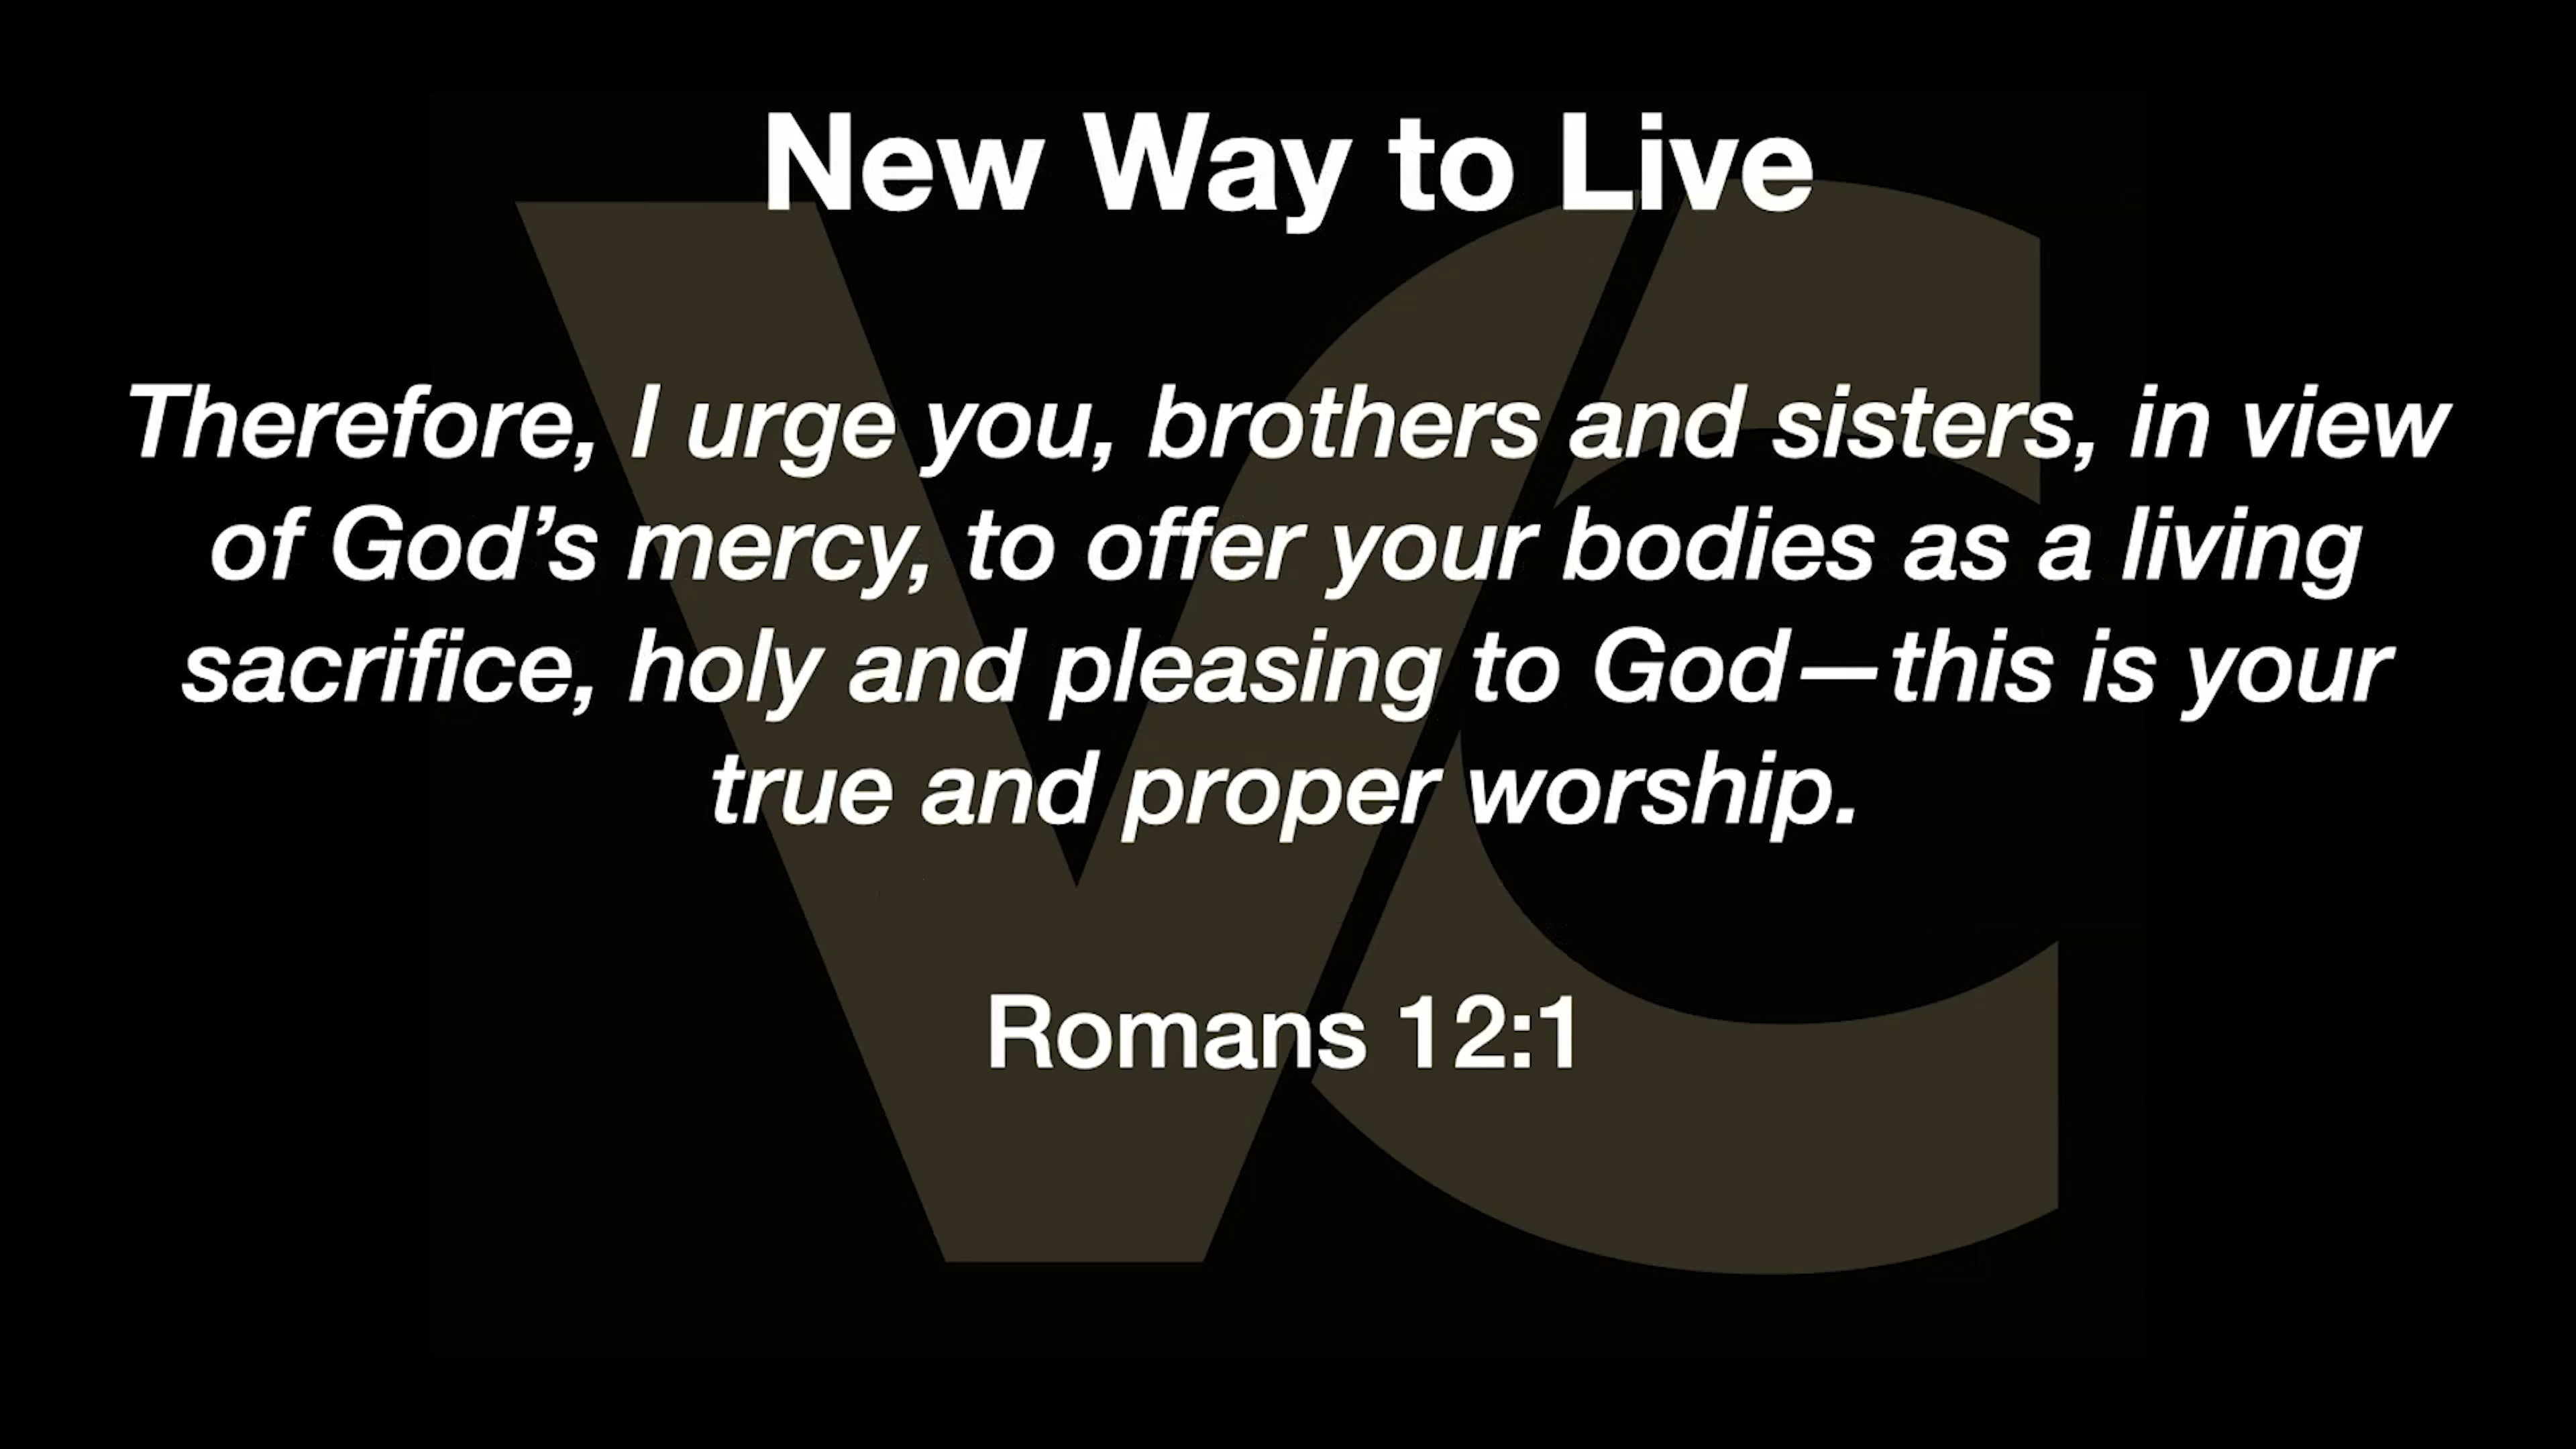 New Way to Live
Therefore, I urge you, brothers and sisters, in view
of God’s mercy, to offer your bodies as a living
sacrifice, holy and pleasing to God—this is your
true and proper worship.
Romans 12:1
VC